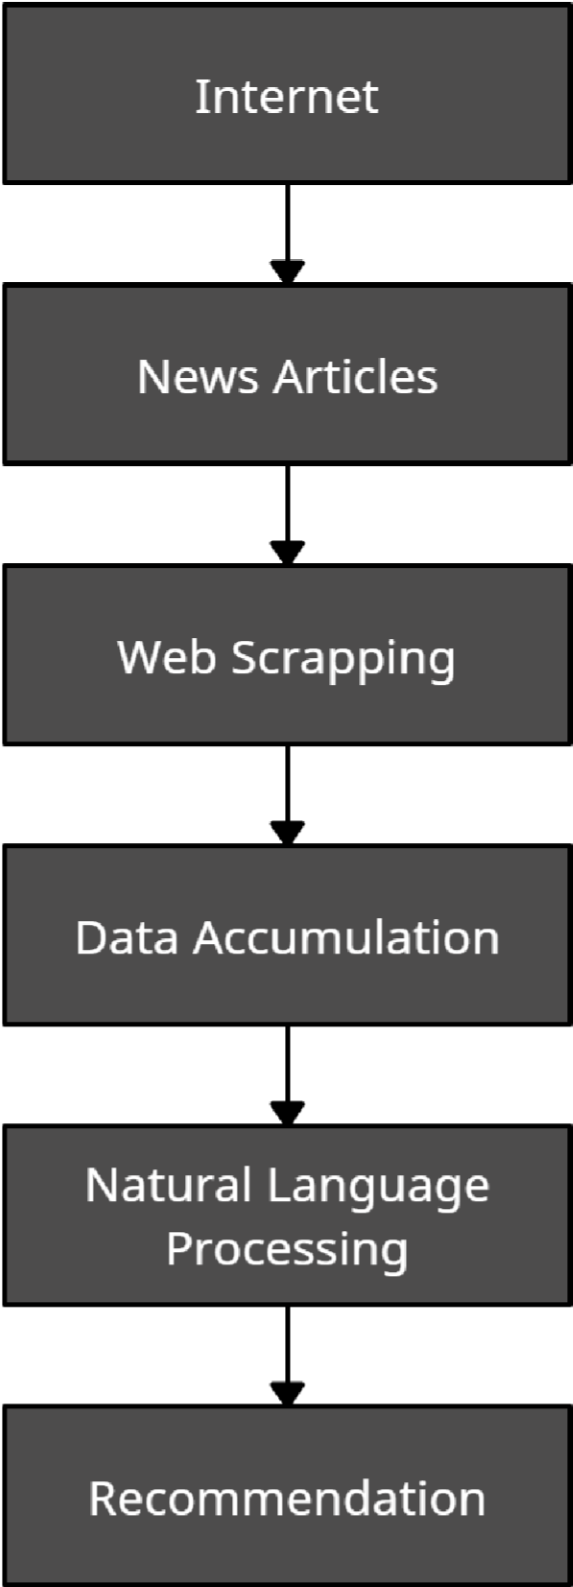 Internet
News Articles
Web Scrapping
Data Accumulation
Natural Language
Processing
Recommendation